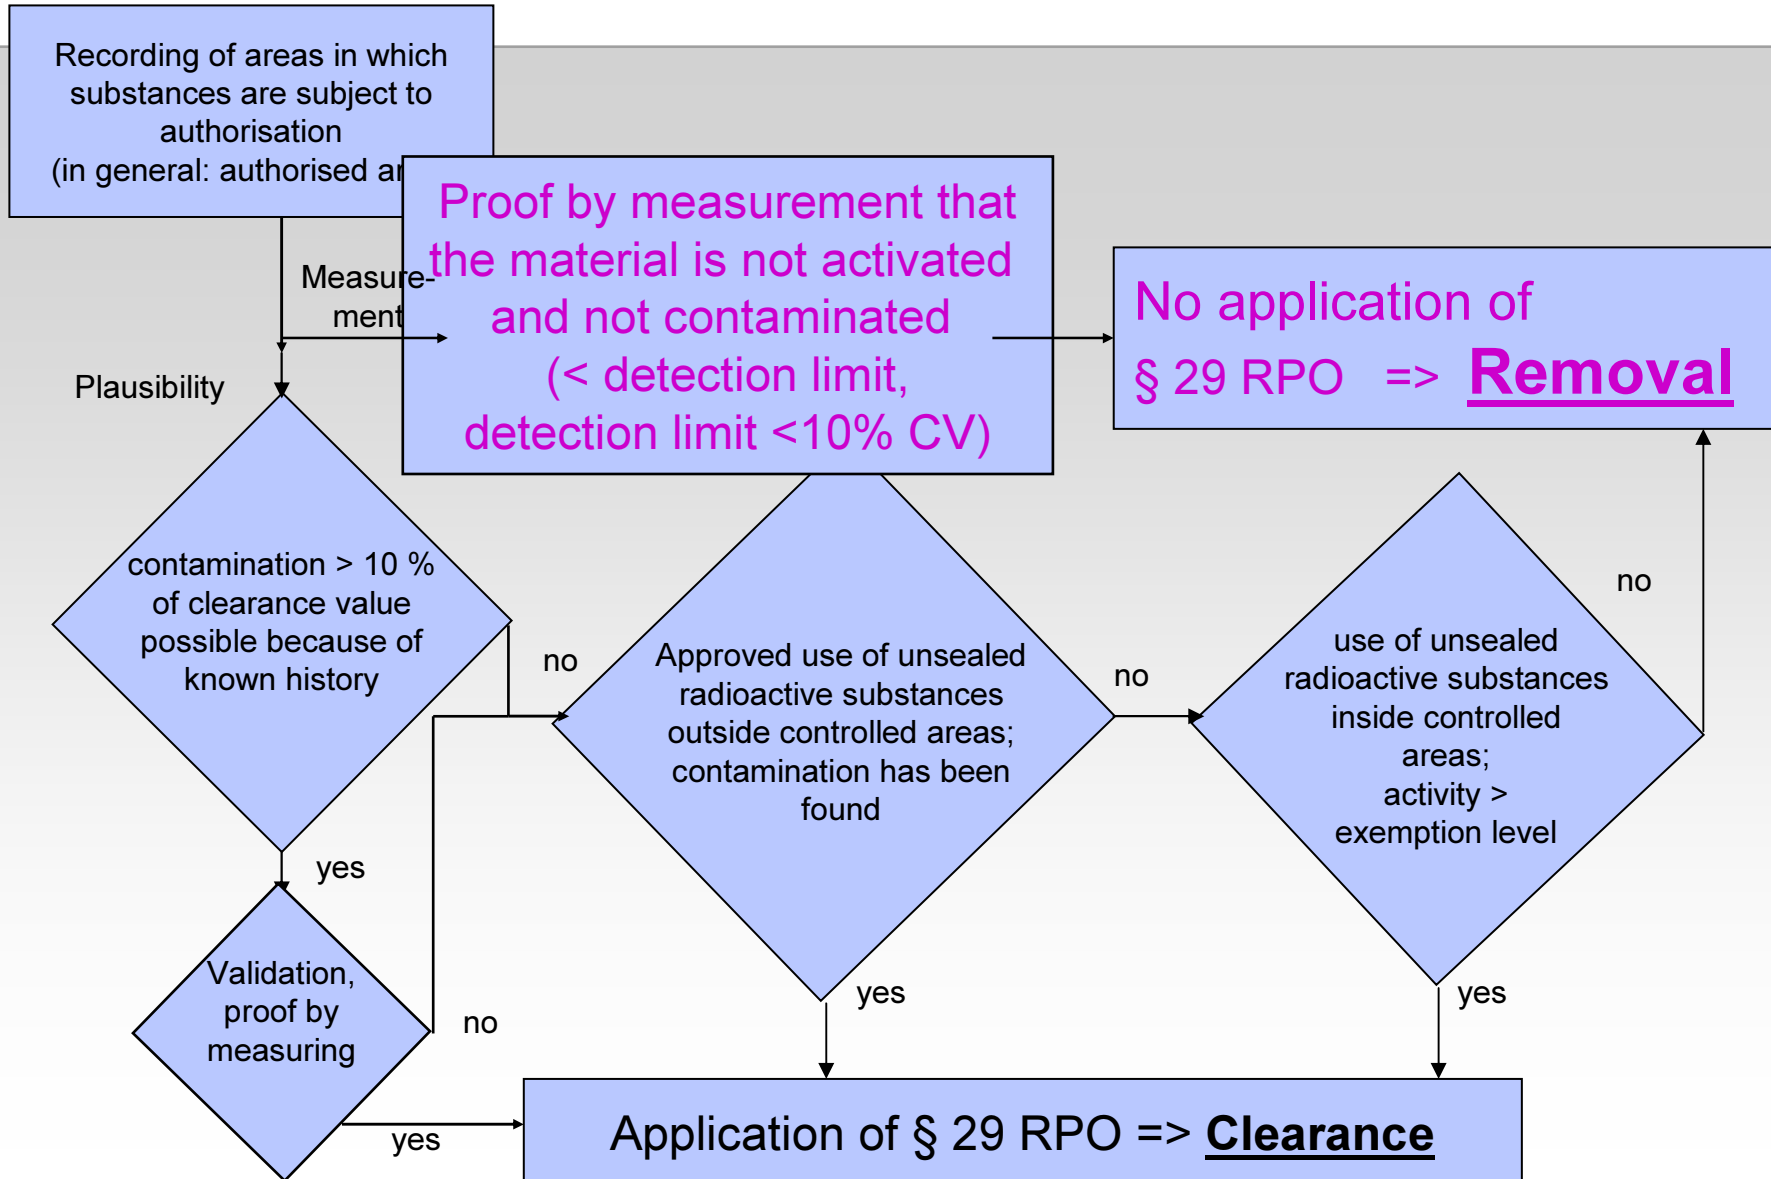 Recording of areas in which
substances are subject to
authorisation
(in general: authorised
Measure-
ment
Proof by measurement that
the material is not activated
and not contaminated
(< detection limit,
detection limit <10% CV)
No application of
§ 29 RPO => Removal
Plausibility
contamination > 10 %
of clearance value
possible because of
known history
no
Approved use of unsealed
radioactive substances
outside controlled areas;
contamination has been
found
no
use of unsealed
radioactive substances
inside controlled
areas;
activity >
exemption level
no
yes
Validation,
proof by
measuring
no
yes
yes
yes
Application of § 29 RPO => Clearance